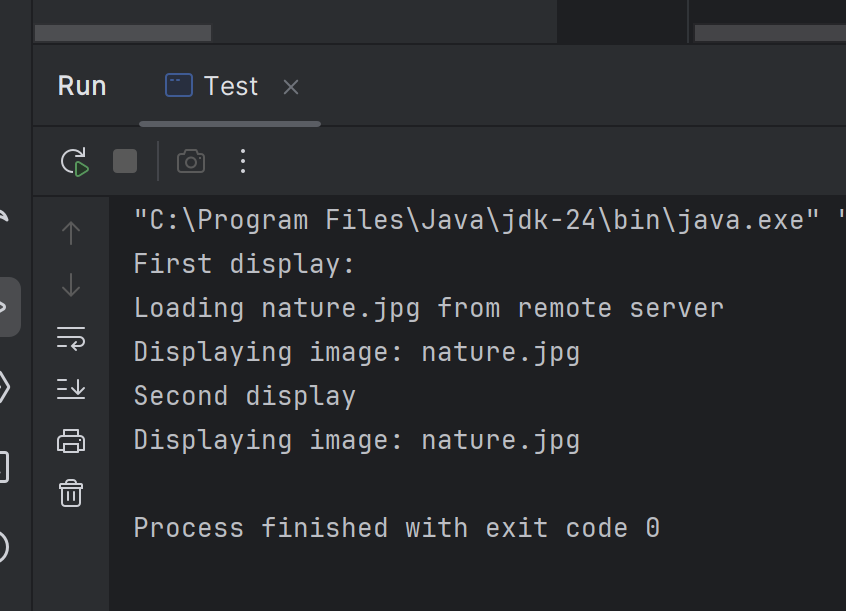 Run Test
"C:\Program Files\Java\jdk-24\bin\java.exe" "
First display:
Loading nature.jpg from remote server
Displaying image: nature.jpg
Second display
Displaying image: nature.jpg
Process finished with exit code 0